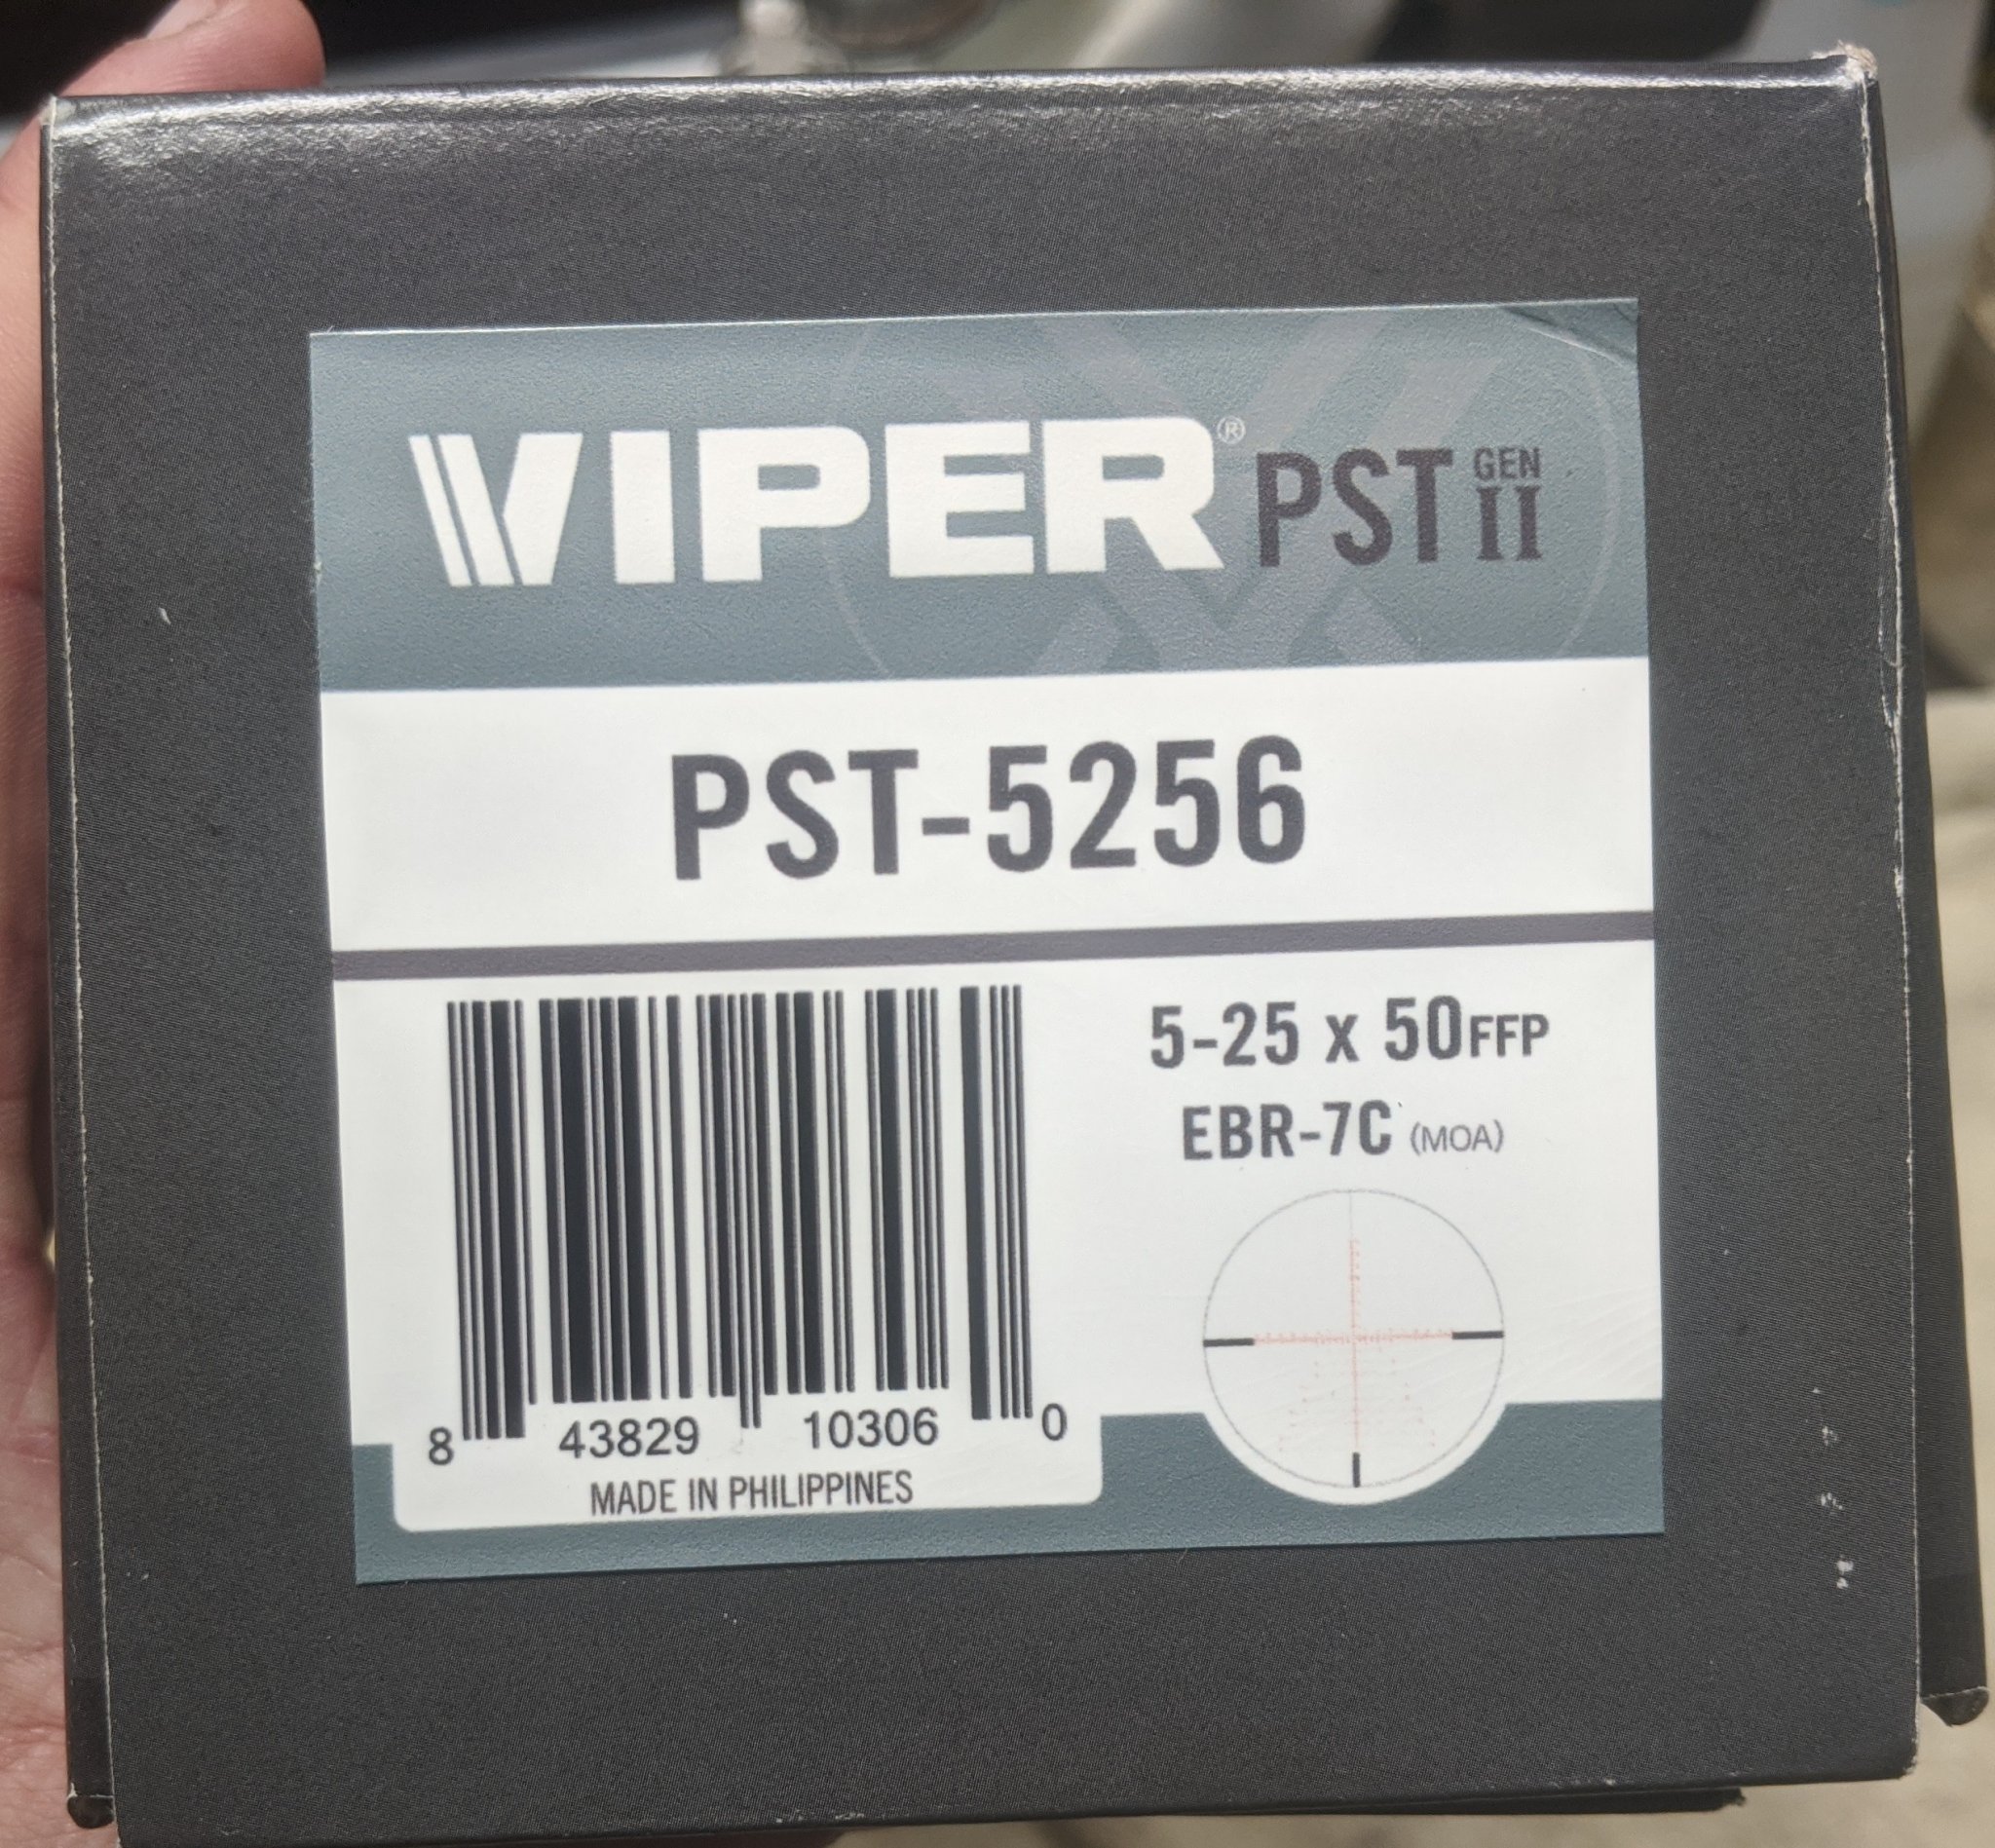 VIPER® PST GEN II
PST-5256
5-25 x 50FFP
EBR-7C (MOA)
8 43829 10306 0
MADE IN PHILIPPINES